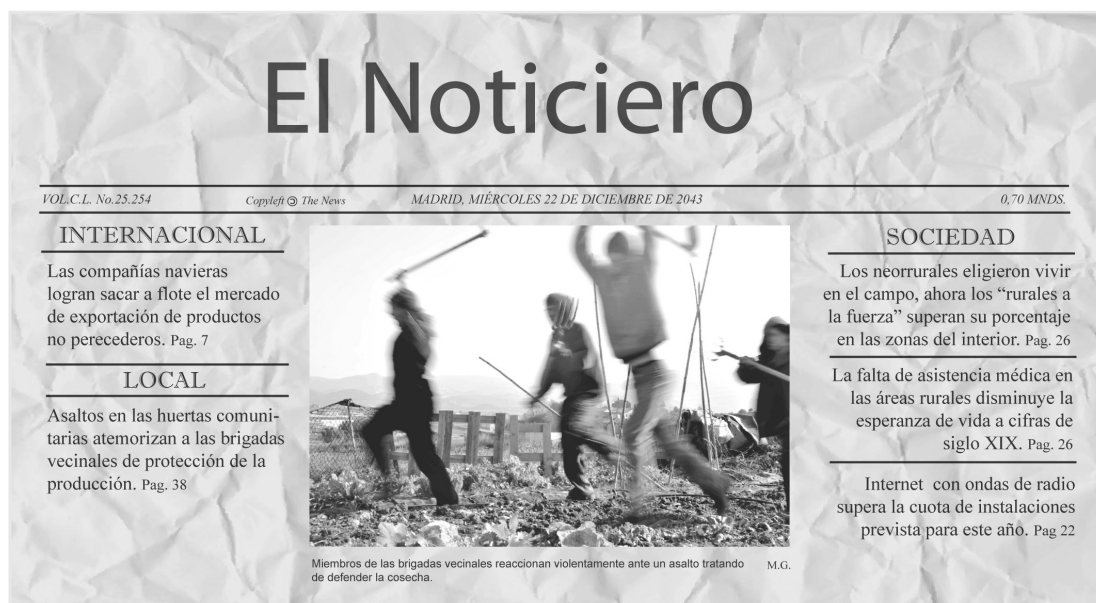 El Noticiero
VOL.C.L. No.25.254
Copyleft 🄯 The News
MADRID, MIÉRCOLES 22 DE DICIEMBRE DE 2043
0,70 MNDS.
INTERNACIONAL
Las compañías navieras
logran sacar a flote el mercado
de exportación de productos
no perecederos. Pag. 7
LOCAL
Asaltos en las huertas comuni-
tarias atemorizan a las brigadas
vecinales de protección de la
producción. Pag. 38
Miembros de las brigadas vecinales reaccionan violentamente ante un asalto tratando
de defender la cosecha.
M.G.
SOCIEDAD
Los neorrurales eligieron vivir
en el campo, ahora los “rurales a
la fuerza” superan su porcentaje
en las zonas del interior. Pag. 26
La falta de asistencia médica en
las áreas rurales disminuye la
esperanza de vida a cifras de
siglo XIX. Pag. 26
Internet con ondas de radio
supera la cuota de instalaciones
prevista para este año. Pag 22